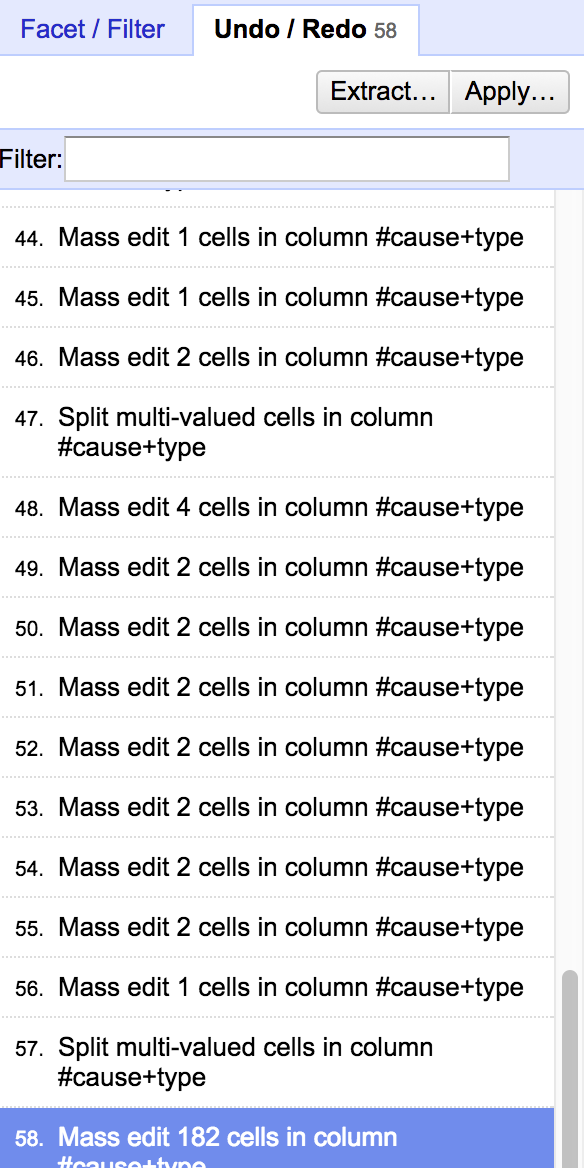 Facet / Filter Undo / Redo 58
Extract... Apply...
Filter:
44. Mass edit 1 cells in column #cause+type
45. Mass edit 1 cells in column #cause+type
46. Mass edit 2 cells in column #cause+type
47. Split multi-valued cells in column
#cause+type
48. Mass edit 4 cells in column #cause+type
49. Mass edit 2 cells in column #cause+type
50. Mass edit 2 cells in column #cause+type
51. Mass edit 2 cells in column #cause+type
52. Mass edit 2 cells in column #cause+type
53. Mass edit 2 cells in column #cause+type
54. Mass edit 2 cells in column #cause+type
55. Mass edit 2 cells in column #cause+type
56. Mass edit 1 cells in column #cause+type
57. Split multi-valued cells in column
#cause+type
58. Mass edit 182 cells in column
#cause+type